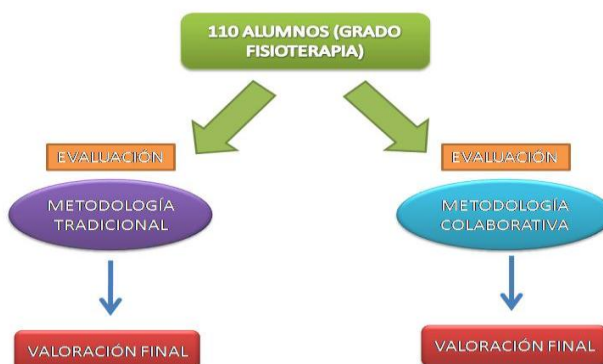 110 ALUMNOS (GRADO
FISIOTERAPIA)
EVALUACIÓN
METODOLOGÍA
TRADICIONAL
VALORACIÓN FINAL
EVALUACIÓN
METODOLOGÍA
COLABORATIVA
VALORACIÓN FINAL